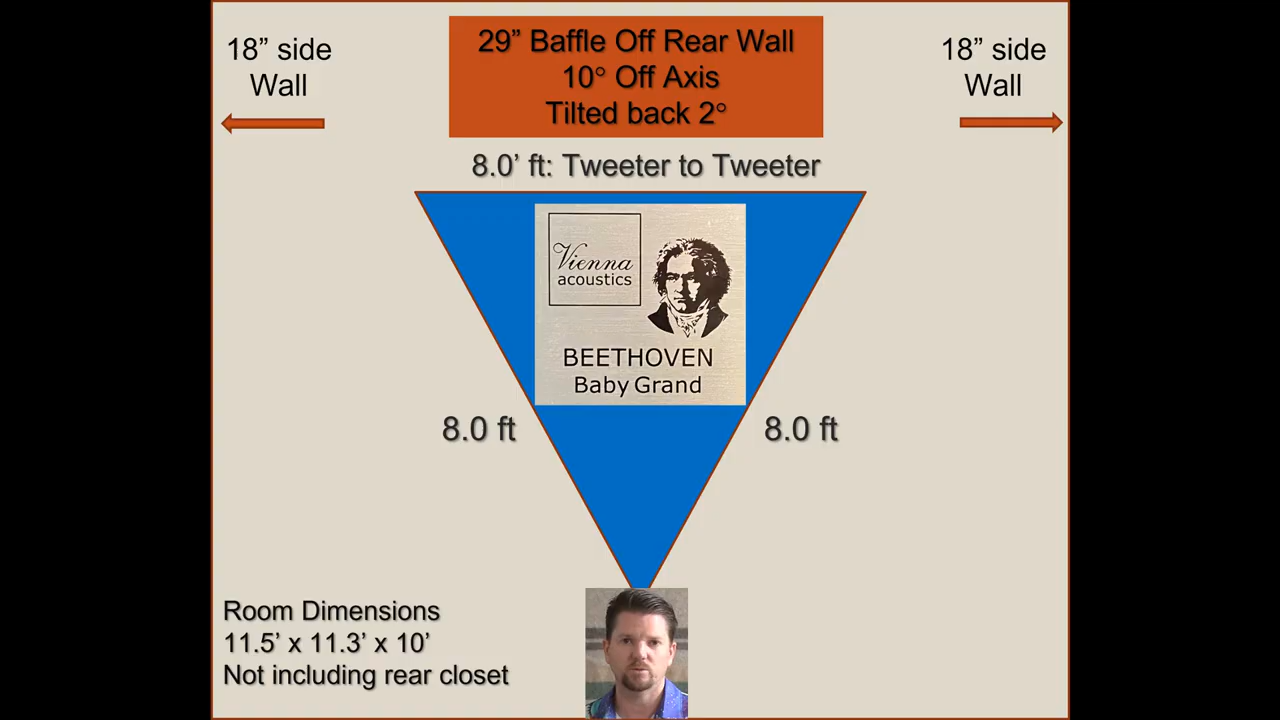 18” side
Wall
29” Baffle Off Rear Wall
10° Off Axis
Tilted back 2°
18” side
Wall
8.0’ ft: Tweeter to Tweeter
Vienna
acoustics
BEETHOVEN
Baby Grand
8.0 ft
8.0 ft
Room Dimensions
11.5’ x 11.3’ x 10’
Not including rear closet